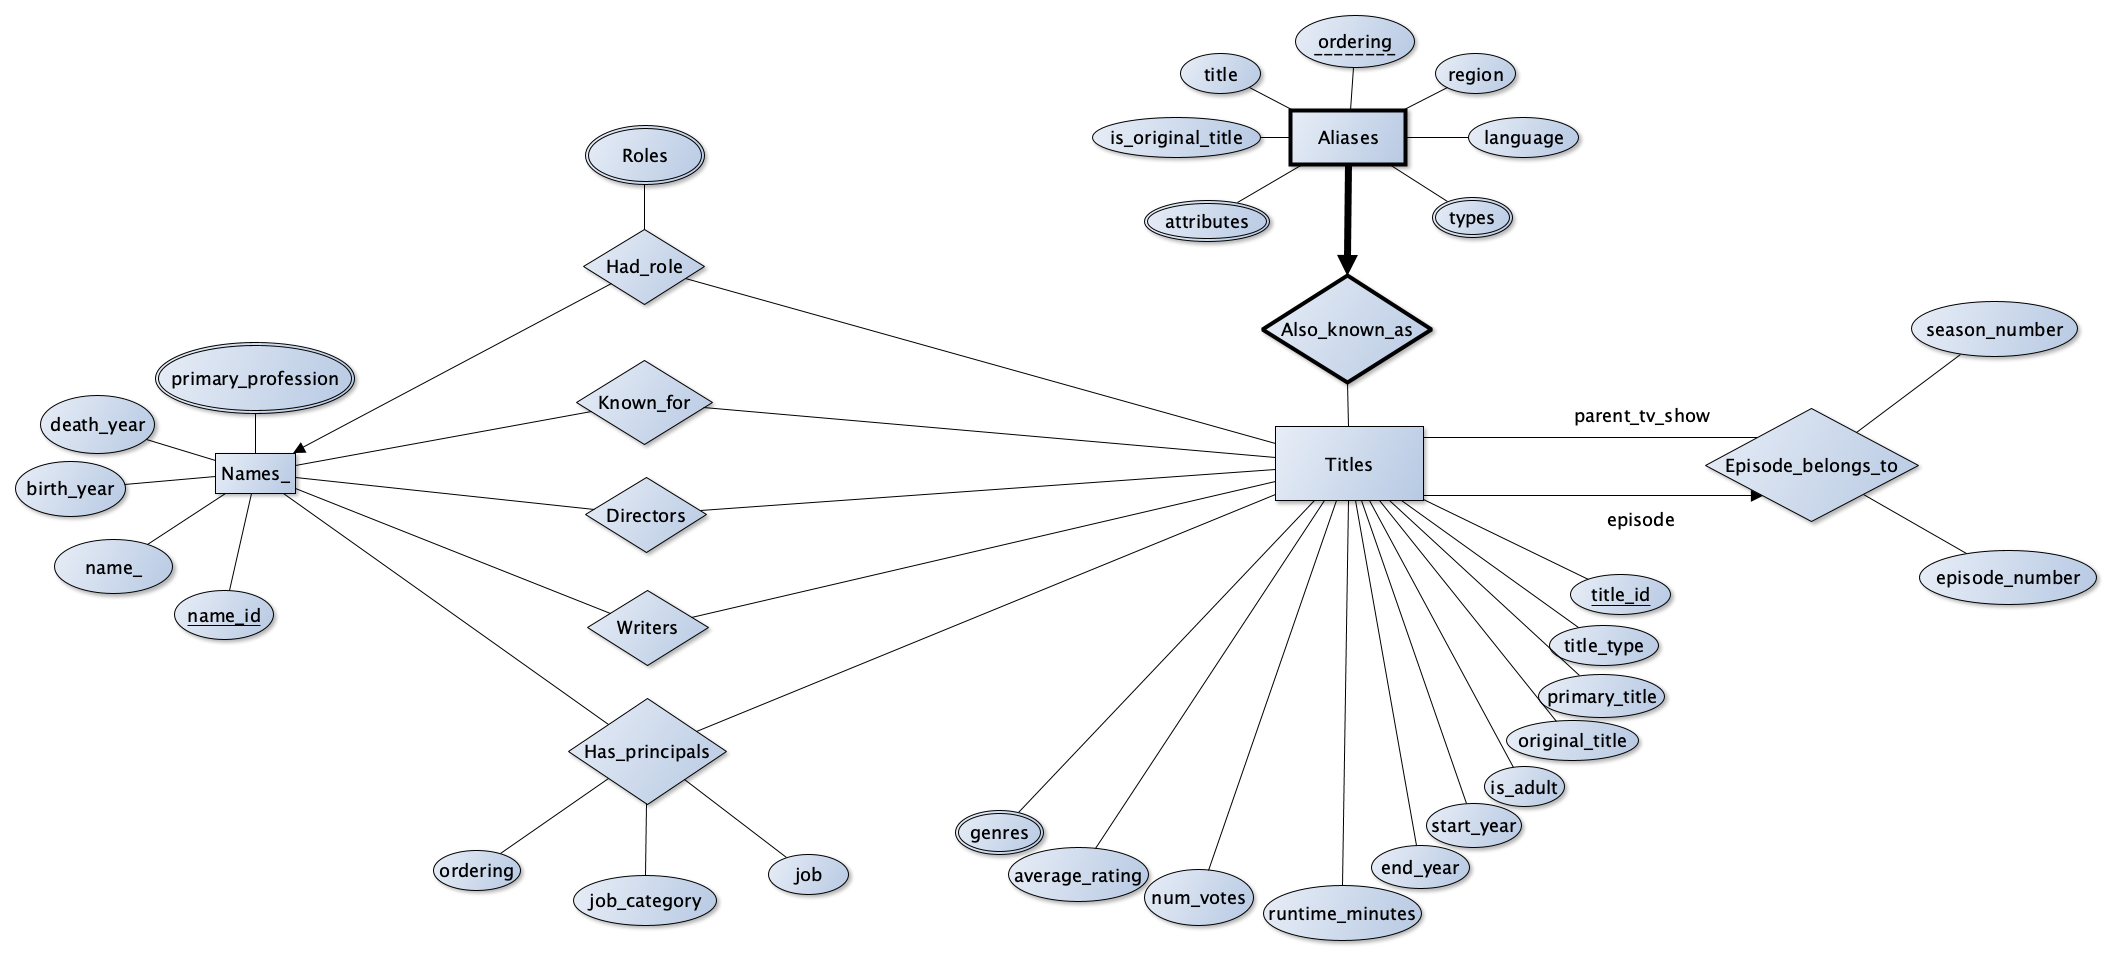 ordering
title
region
is_original_title
Aliases
language
attributes
types
Roles
Had_role
Also_known_as
season_number
primary_profession
death_year
Known_for
parent_tv_show
Names_
Titles
Episode_belongs_to
birth_year
Directors
episode
name_
name_id
Writers
title_id
episode_number
title_type
primary_title
original_title
Has_principals
is_adult
start_year
genres
end_year
average_rating
num_votes
runtime_minutes
ordering
job_category
job